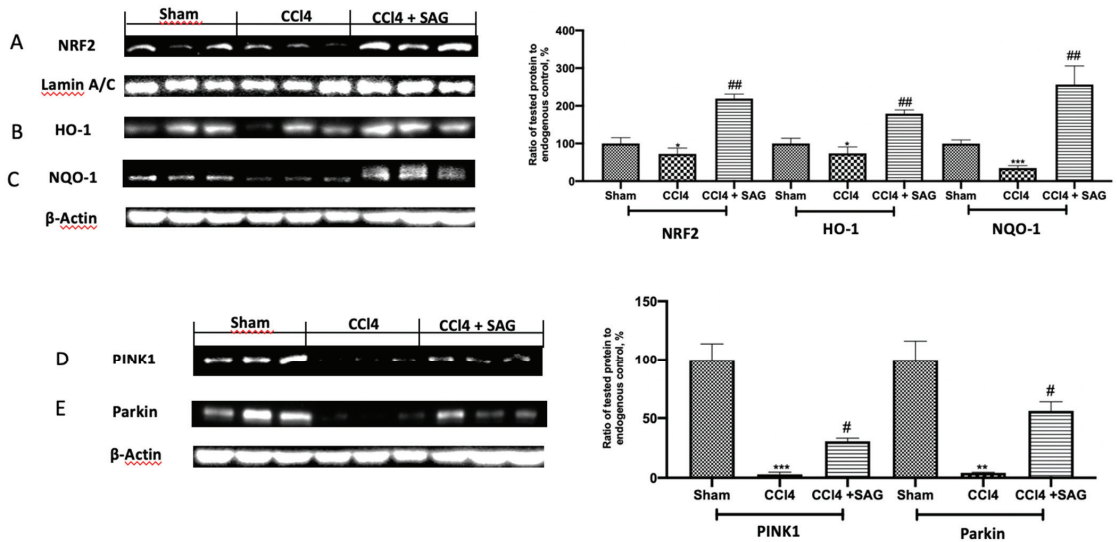 Sham CCl4 CCl4 + SAG
A NRF2
Lamin A/C
B HO-1
C NQO-1
β-Actin
Ratio of tested protein to
endogenous control, %
400
300
200
100
0
* ## * ## *** ##
Sham CCl4 CCl4 + SAG Sham CCl4 CCl4 + SAG Sham CCl4 CCl4 + SAG
NRF2 HO-1 NQO-1
Sham CCl4 CCl4 + SAG
D PINK1
E Parkin
β-Actin
Ratio of tested protein to
endogenous control, %
150
100
50
0
*** # ** #
Sham CCl4 CCl4 +SAG Sham CCl4 CCl4 +SAG
PINK1 Parkin